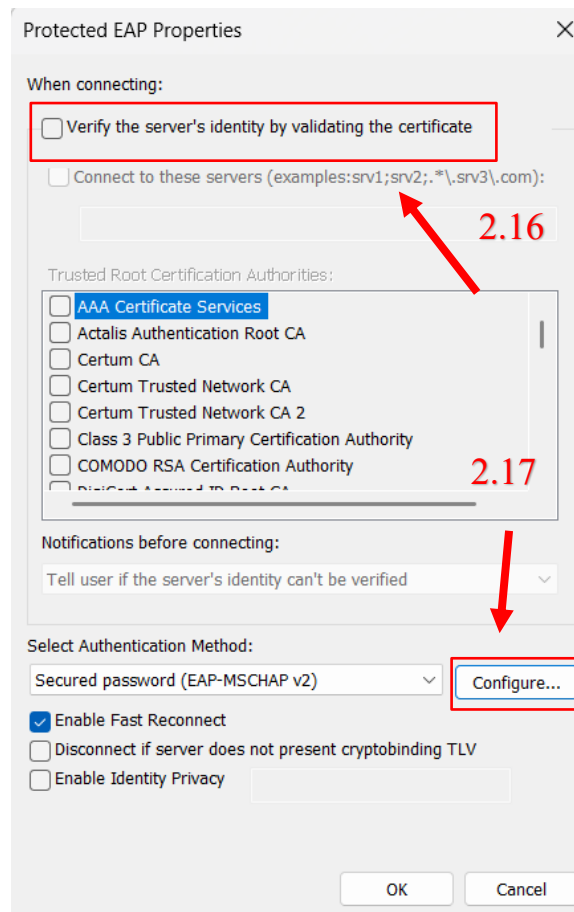 Protected EAP Properties
When connecting:
Verify the server's identity by validating the certificate
Connect to these servers (examples:srv1;srv2;.*\.srv3\.com):
2.16
Trusted Root Certification Authorities:
AAA Certificate Services
Actalis Authentication Root CA
Certum CA
Certum Trusted Network CA
Certum Trusted Network CA 2
Class 3 Public Primary Certification Authority
COMODO RSA Certification Authority
2.17
DigiCert Assured ID Root CA
Notifications before connecting:
Tell user if the server's identity can't be verified
Select Authentication Method:
Secured password (EAP-MSCHAP v2)
Configure...
Enable Fast Reconnect
Disconnect if server does not present cryptobinding TLV
Enable Identity Privacy
OK
Cancel